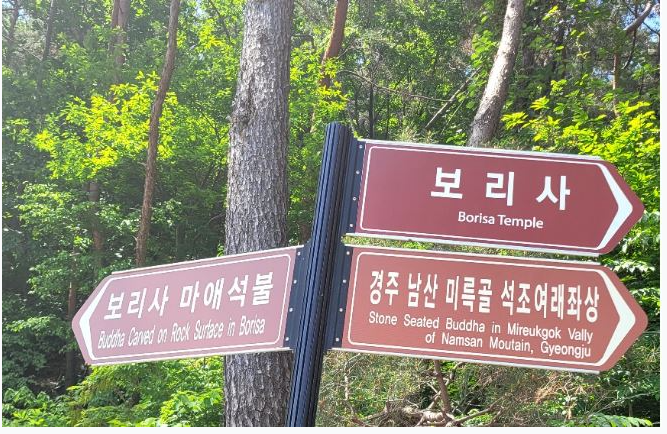 보리사
Borisa Temple
보리사 마애석불
Buddha Carved on Rock Surface in Borisa
경주 남산 미륵골 석조여래좌상
Stone Seated Buddha in Mireukgok Vally
of Namsan Moutain, Gyeongju